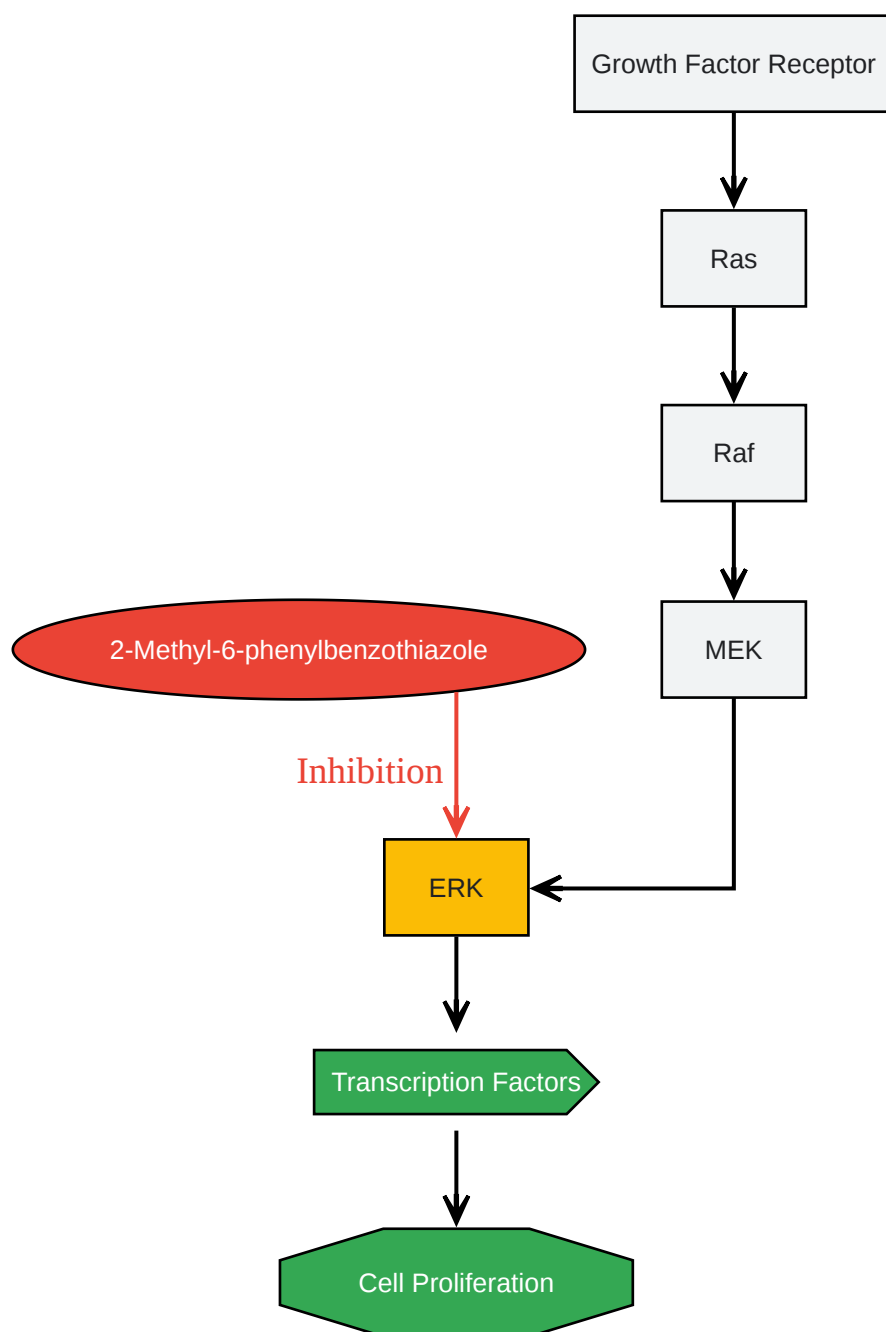 Growth Factor Receptor
Ras
Raf
2-Methyl-6-phenylbenzothiazole
MEK
Inhibition
ERK
Transcription Factors
Cell Proliferation